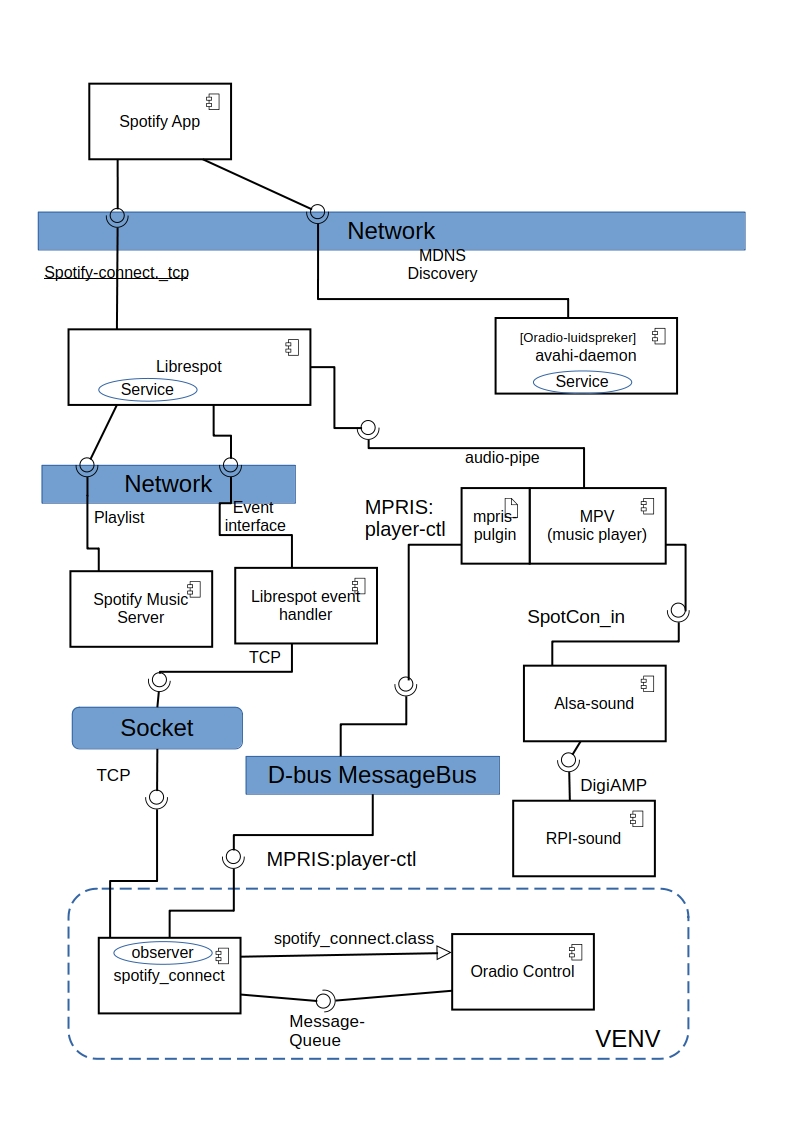 Spotify App
Network
MDNS
Discovery
Spotify-connect._tcp
[Oradio-luidspreker]
avahi-daemon
Service
Librespot
Service
audio-pipe
Network
Playlist
Event
interface
MPRIS:
player-ctl
mpris-
pulgin
MPV
(music player)
Spotify Music
Server
Librespot event
handler
SpotCon_in
TCP
Alsa-sound
Socket
D-bus MessageBus
TCP
DigiAMP
RPI-sound
MPRIS:player-ctl
observer
spotify_connect
spotify_connect.class
Oradio Control
Message-
Queue
VENV